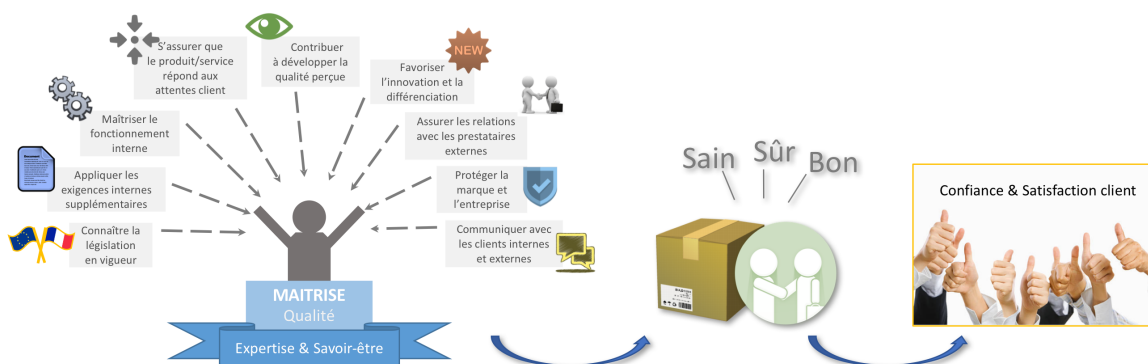 S'assurer que
le produit/service
répond aux
attentes client
Contribuer
à développer la
qualité perçue
NEW
Favoriser
l'innovation et la
différenciation
Maîtriser le
fonctionnement
interne
Assurer les relations
avec les prestataires
externes
Document
Appliquer les
exigences internes
supplémentaires
Protéger la
marque et
l'entreprise
Connaître la
législation
en vigueur
Communiquer avec
les clients internes
et externes
MAITRISE
Qualité
Expertise & Savoir-être
Sain
Sûr
Bon
Confiance & Satisfaction client